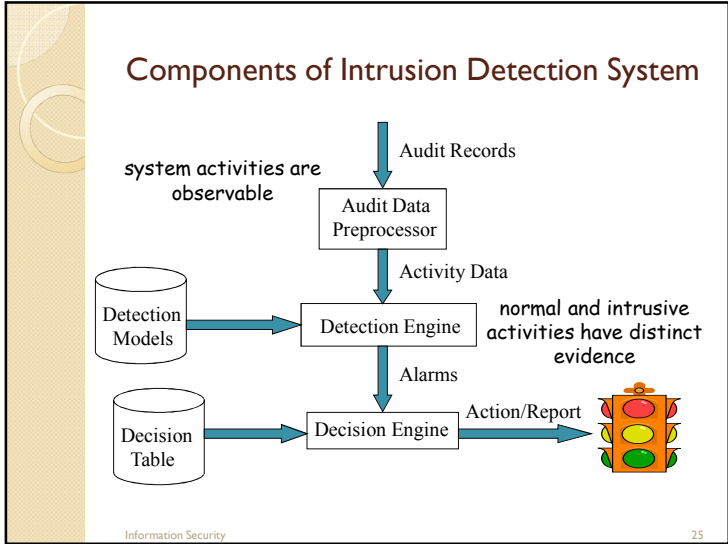 Components of Intrusion Detection System
Audit Records
system activities are
observable
Audit Data
Preprocessor
Activity Data
Detection
Models
Detection Engine
normal and intrusive
activities have distinct
evidence
Alarms
Decision
Table
Decision Engine
Action/Report
Information Security
25